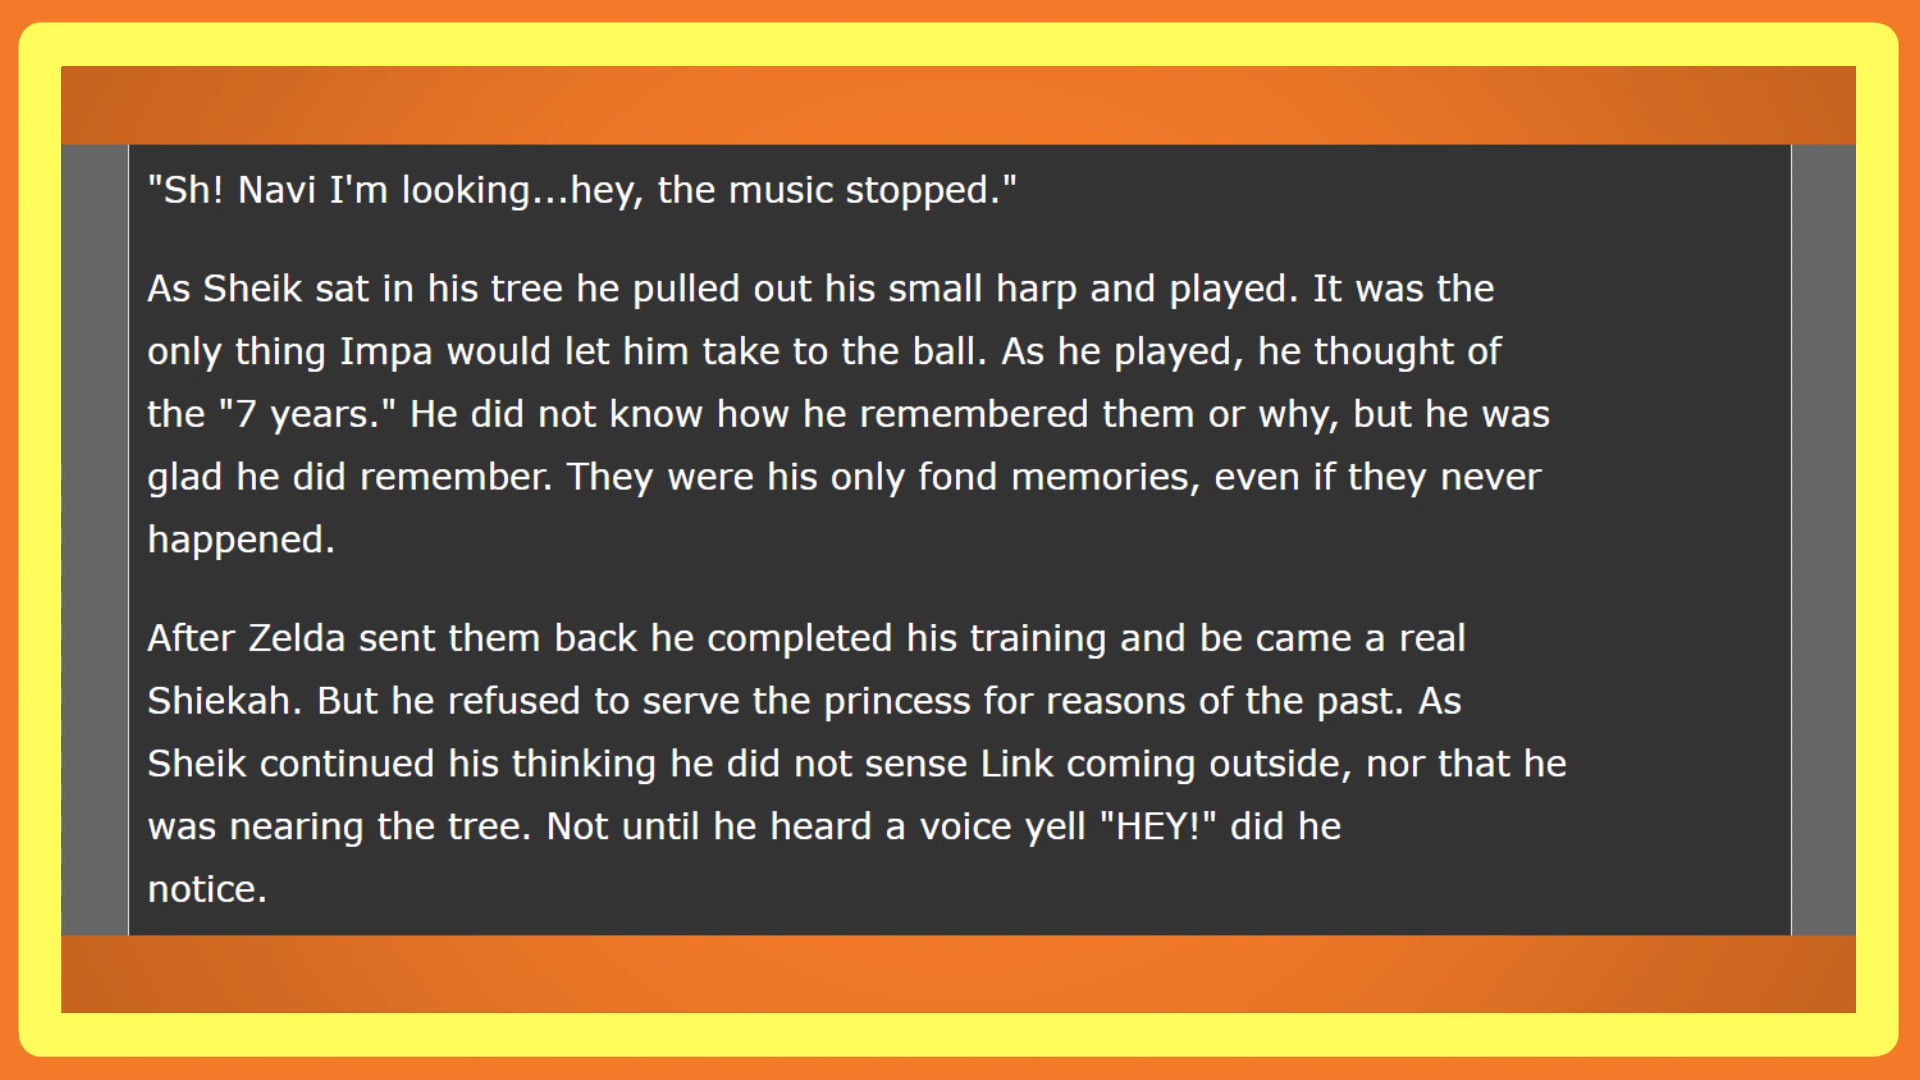 "Sh! Navi I'm looking...hey, the music stopped."
As Sheik sat in his tree he pulled out his small harp and played. It was the
only thing Impa would let him take to the ball. As he played, he thought of
the "7 years." He did not know how he remembered them or why, but he was
glad he did remember. They were his only fond memories, even if they never
happened.
After Zelda sent them back he completed his training and be came a real
Shiekah. But he refused to serve the princess for reasons of the past. As
Sheik continued his thinking he did not sense Link coming outside, nor that he
was nearing the tree. Not until he heard a voice yell "HEY!" did he
notice.